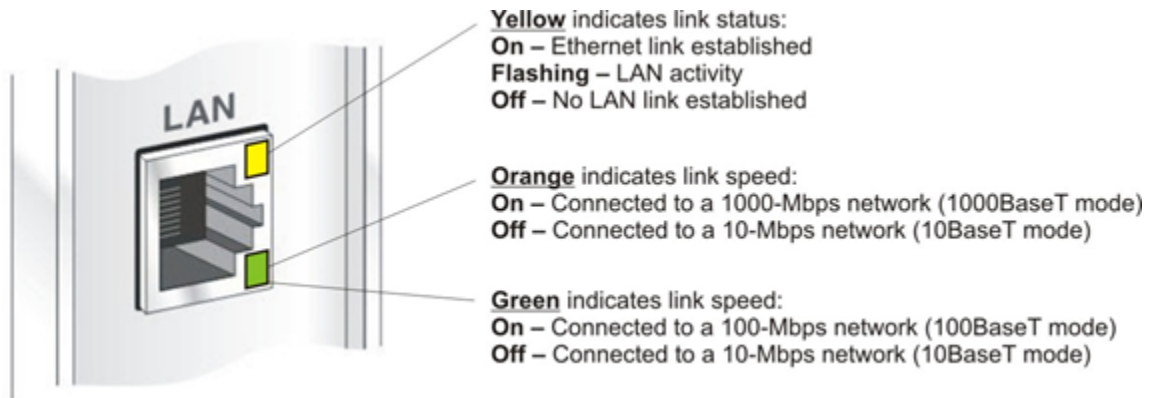 Yellow indicates link status:
On – Ethernet link established
Flashing – LAN activity
Off – No LAN link established
LAN
Orange indicates link speed:
On – Connected to a 1000-Mbps network (1000BaseT mode)
Off – Connected to a 10-Mbps network (10BaseT mode)
Green indicates link speed:
On – Connected to a 100-Mbps network (100BaseT mode)
Off – Connected to a 10-Mbps network (10BaseT mode)